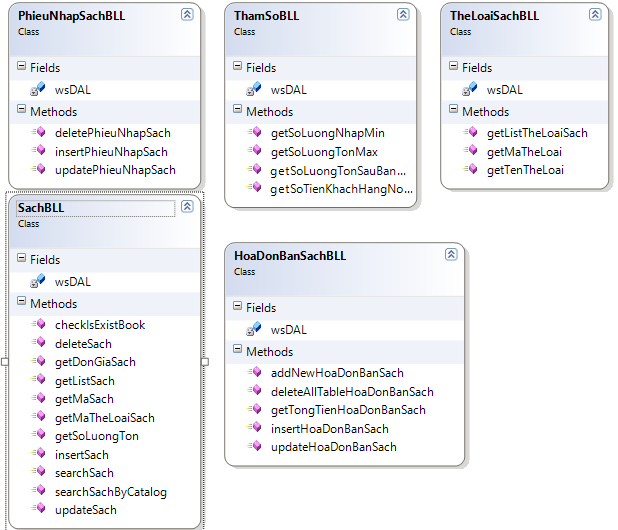 PhieuNhapSachBLL
Class
Fields
wsDAL
Methods
deletePhieuNhapSach
insertPhieuNhapSach
updatePhieuNhapSach
ThamSoBLL
Class
Fields
wsDAL
Methods
getSoLuongNhapMin
getSoLuongTonMax
getSoLuongTonSauBan...
getSoTienKhachHangNo...
TheLoaiSachBLL
Class
Fields
wsDAL
Methods
getListTheLoaiSach
getMaTheLoai
getTenTheLoai
SachBLL
Class
Fields
wsDAL
Methods
checkIsExistBook
deleteSach
getDonGiaSach
getListSach
getMaSach
getMaTheLoaiSach
getSoLuongTon
insertSach
searchSach
searchSachByCatalog
updateSach
HoaDonBanSachBLL
Class
Fields
wsDAL
Methods
addNewHoaDonBanSach
deleteAllTableHoaDonBanSach
getTongTienHoaDonBanSach
insertHoaDonBanSach
updateHoaDonBanSach